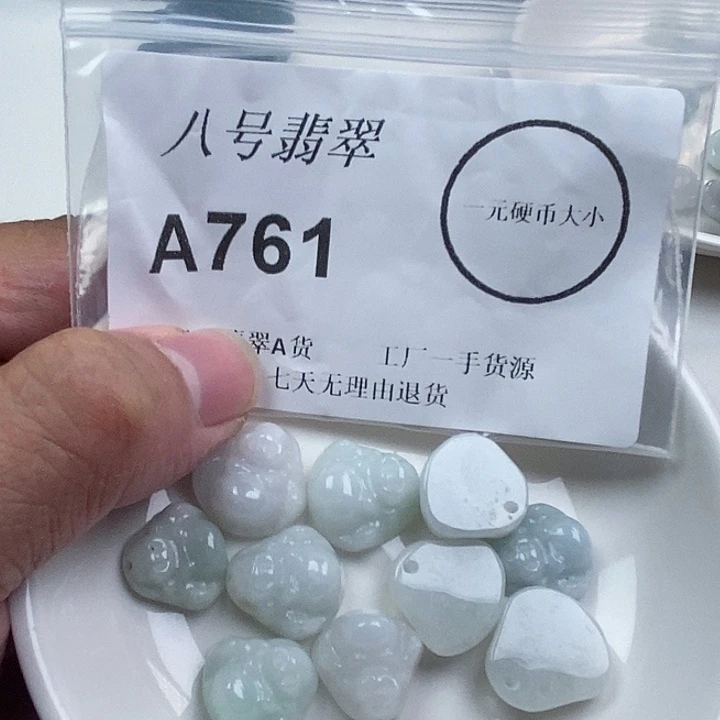 八号翡翠
一元硬币大小
A761
翠A货 工厂一手货源
七天无理由退货